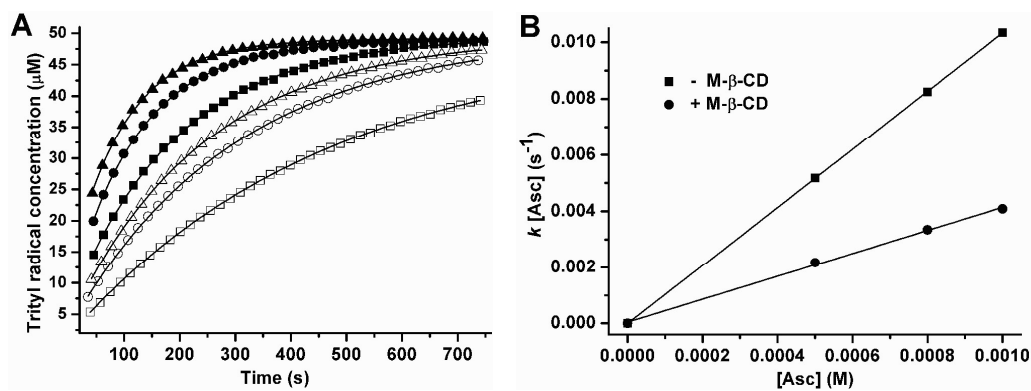 A
Trityl radical concentration (μM)
50
45
40
35
30
25
20
15
10
5
100 200 300 400 500 600 700
Time (s)
B
k [Asc] (s-1)
0.010
0.008
0.006
0.004
0.002
0.000
- M-β-CD
+ M-β-CD
0.0000 0.0002 0.0004 0.0006 0.0008 0.0010
[Asc] (M)